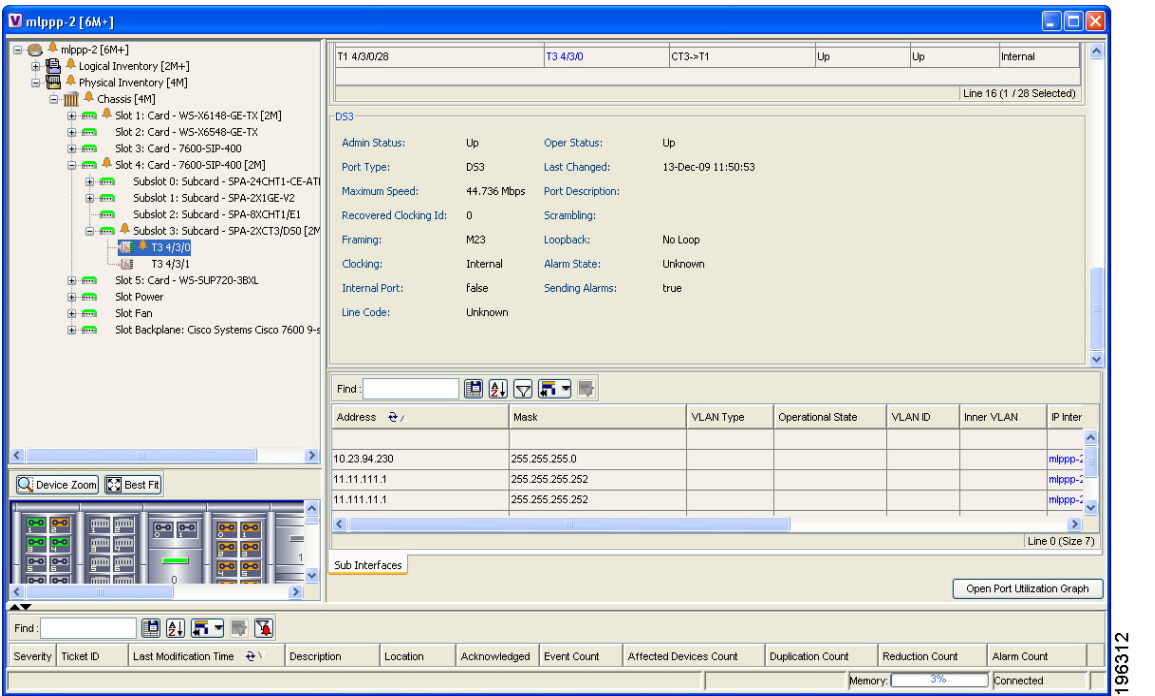 mlppp-2 [6M+]
mlppp-2 [6M+]
Logical Inventory [2M+]
Physical Inventory [4M]
Chassis [4M]
Slot 1: Card - WS-X6148-GE-TX [2M]
Slot 2: Card - WS-X6548-GE-TX
Slot 3: Card - 7600-SIP-400
Slot 4: Card - 7600-SIP-400 [2M]
Subslot 0: Subcard - SPA-24CHT1-CE-ATI
Subslot 1: Subcard - SPA-2X1GE-V2
Subslot 2: Subcard - SPA-8XCHT1/E1
Subslot 3: Subcard - SPA-2XCT3/DS0 [2M
T3 4/3/0
T3 4/3/1
Slot 5: Card - WS-SUP720-3BXL
Slot Power
Slot Fan
Slot Backplane: Cisco Systems Cisco 7600 9-s
Device Zoom Best Fit
T1 4/3/0/28 T3 4/3/0 CT3->T1 Up Up Internal
Line 16 (1 / 28 Selected)
DS3
Admin Status: Up Oper Status: Up
Port Type: DS3 Last Changed: 13-Dec-09 11:50:53
Maximum Speed: 44.736 Mbps Port Description:
Recovered Clocking Id: 0 Scrambling:
Framing: M23 Loopback: No Loop
Clocking: Internal Alarm State: Unknown
Internal Port: false Sending Alarms: true
Line Code: Unknown
Find :
Address Mask VLAN Type Operational State VLAN ID Inner VLAN IP Inter
10.23.94.230 255.255.255.0 mlppp-2
11.11.111.1 255.255.255.252 mlppp-2
11.111.11.1 255.255.255.252 mlppp-2
Line 0 (Size 7)
Sub Interfaces
Open Port Utilization Graph
Find :
Severity Ticket ID Last Modification Time Description Location Acknowledged Event Count Affected Devices Count Duplication Count Reduction Count Alarm Count
Memory: 3% Connected
196312